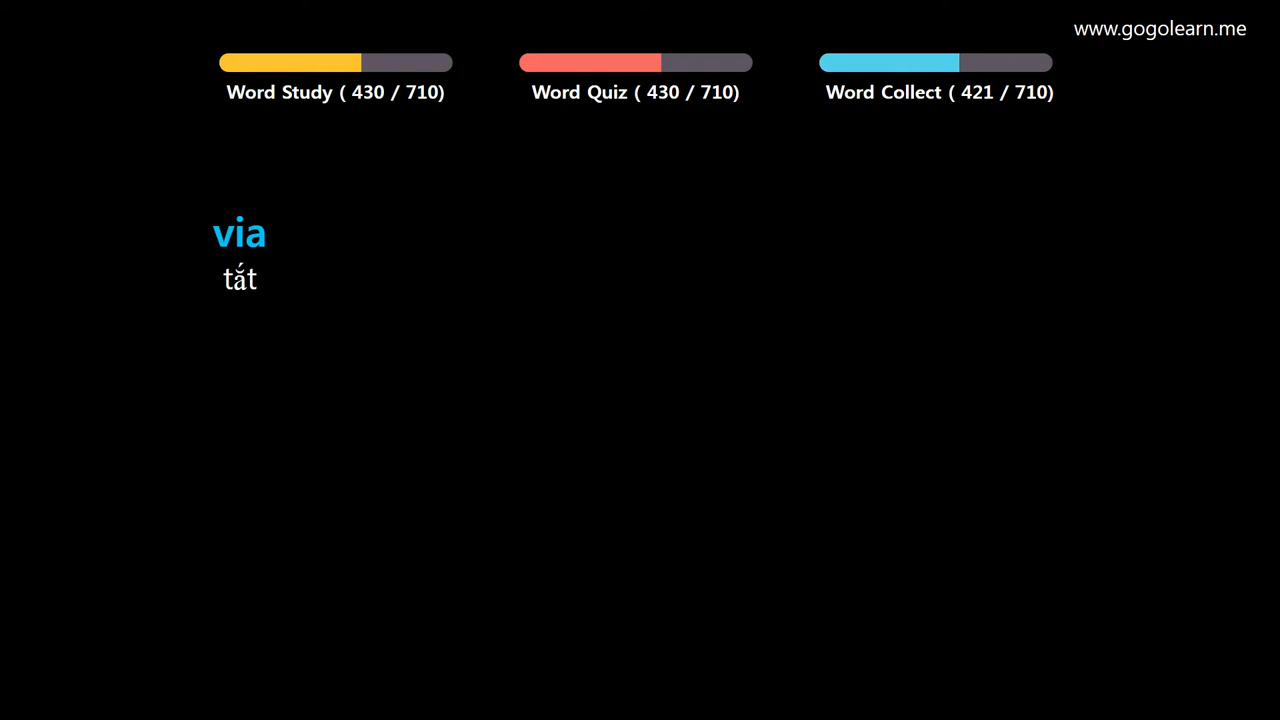 www.gogolearn.me
Word Study ( 430 / 710)
Word Quiz ( 430 / 710)
Word Collect ( 421 / 710)
via
tắt